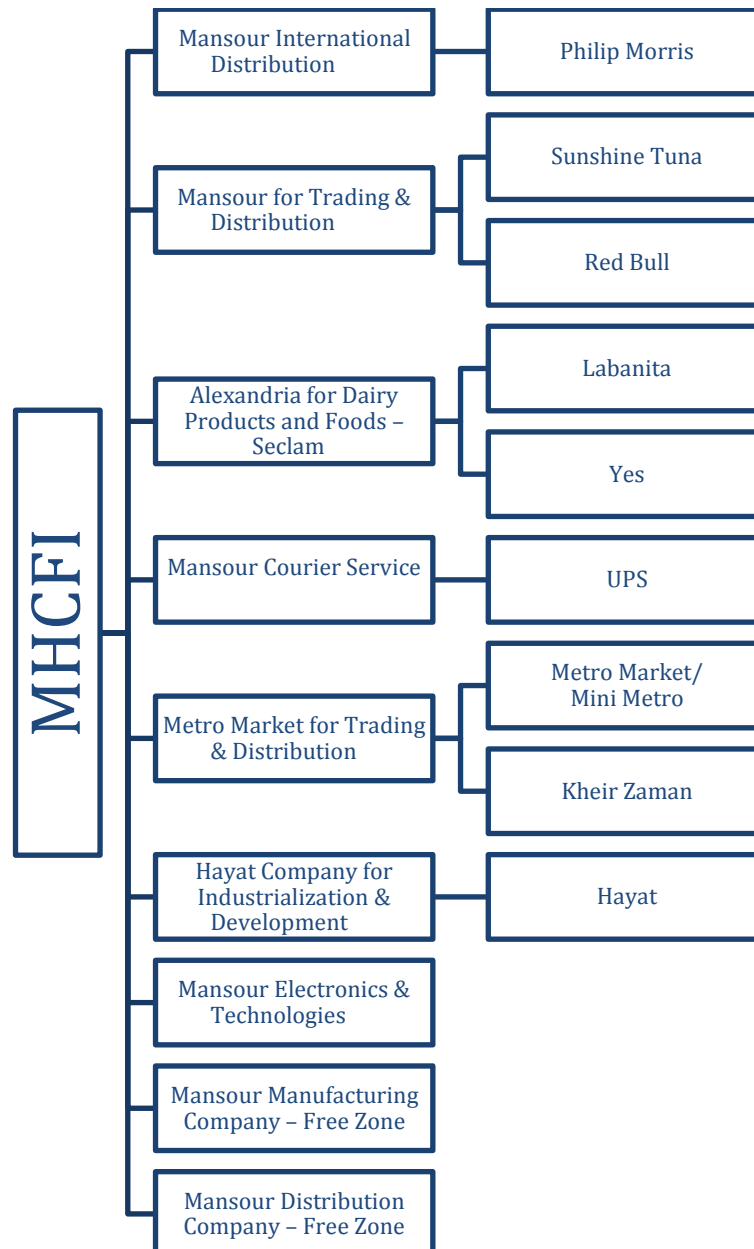 MHCFI
Mansour International
Distribution
Philip Morris
Mansour for Trading &
Distribution
Sunshine Tuna
Red Bull
Alexandria for Dairy
Products and Foods –
Seclam
Labanita
Yes
Mansour Courier Service
UPS
Metro Market for Trading
& Distribution
Metro Market/
Mini Metro
Kheir Zaman
Hayat Company for
Industrialization &
Development
Hayat
Mansour Electronics &
Technologies
Mansour Manufacturing
Company – Free Zone
Mansour Distribution
Company – Free Zone